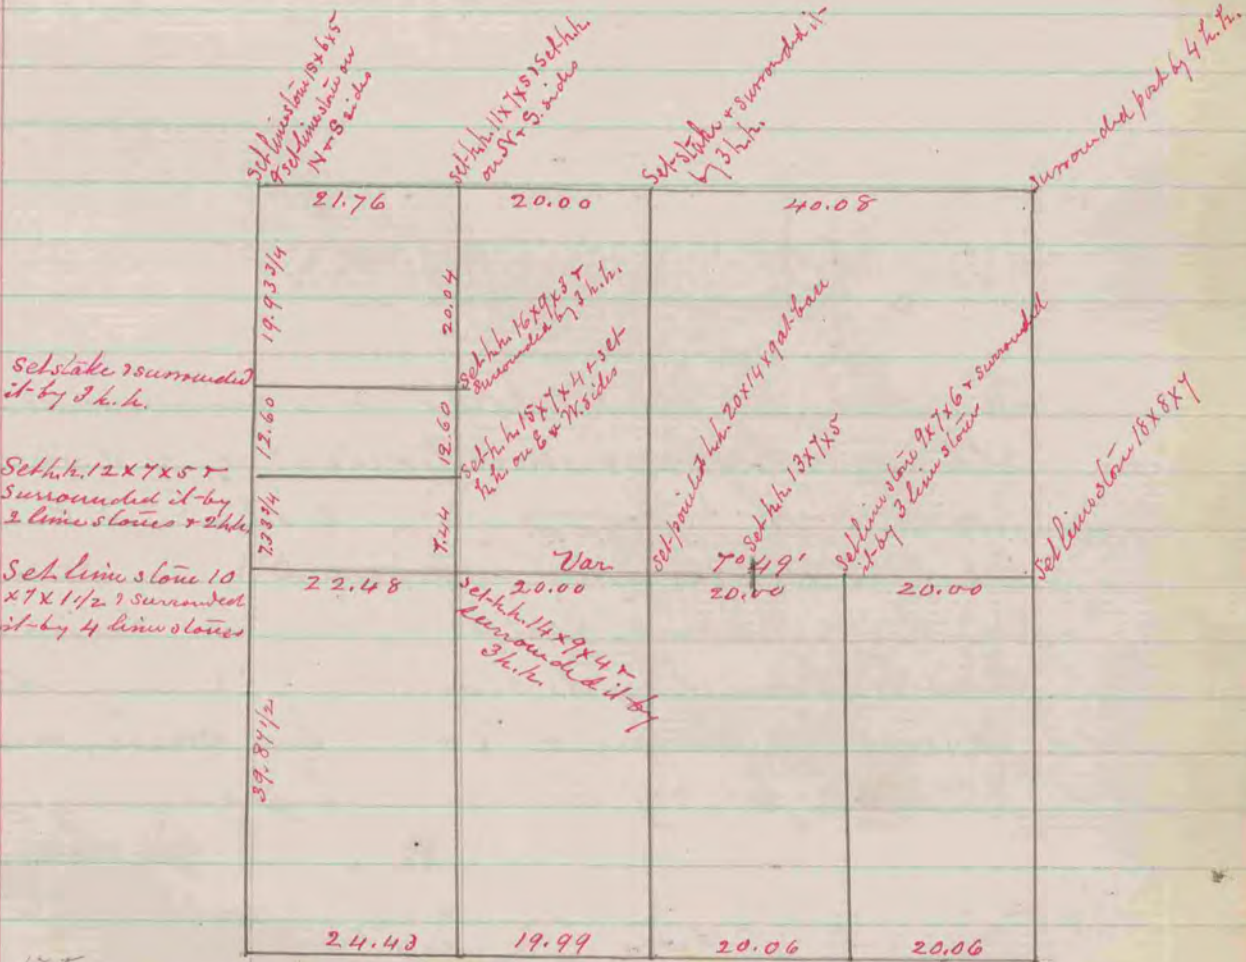 Set lime stone 18x6x5
& set lime stone on
N & S sides
set h.h. 11x7x5 & set h.h.
on N & S. sides
Set stake & surrounded it
by 3 h.h.
Surrounded post by 4 h.h.
21.76
20.00
40.08
19.93 3/4
20.04
set h.h. 16x9x3 &
surrounded by 3 h.h.
set stake & surrounded
it by 3 h.h.
12.60
12.60
set h.h. 15x7x4 & set
h.h. on E & W. sides
Set h.h. 12x7x5 &
surrounded it by
2 lime stones & 2 h.h.
7.33 3/4
7.44
set pointed h.h. 20x14x9 at base
set h.h. 13x7x5
Set lime stone 9x7x6 & surrounded
it by 3 lime stones
Set lime stone 18x8x7
Var
7° 49'
Set lime stone 10
x7x1 1/2 & surrounded
it by 4 lime stones
22.48
20.00
20.00
20.00
Set h.h. 14x9x4 &
surrounded it by
3 h.h.
39.87 1/2
24.43
19.99
20.06
20.06